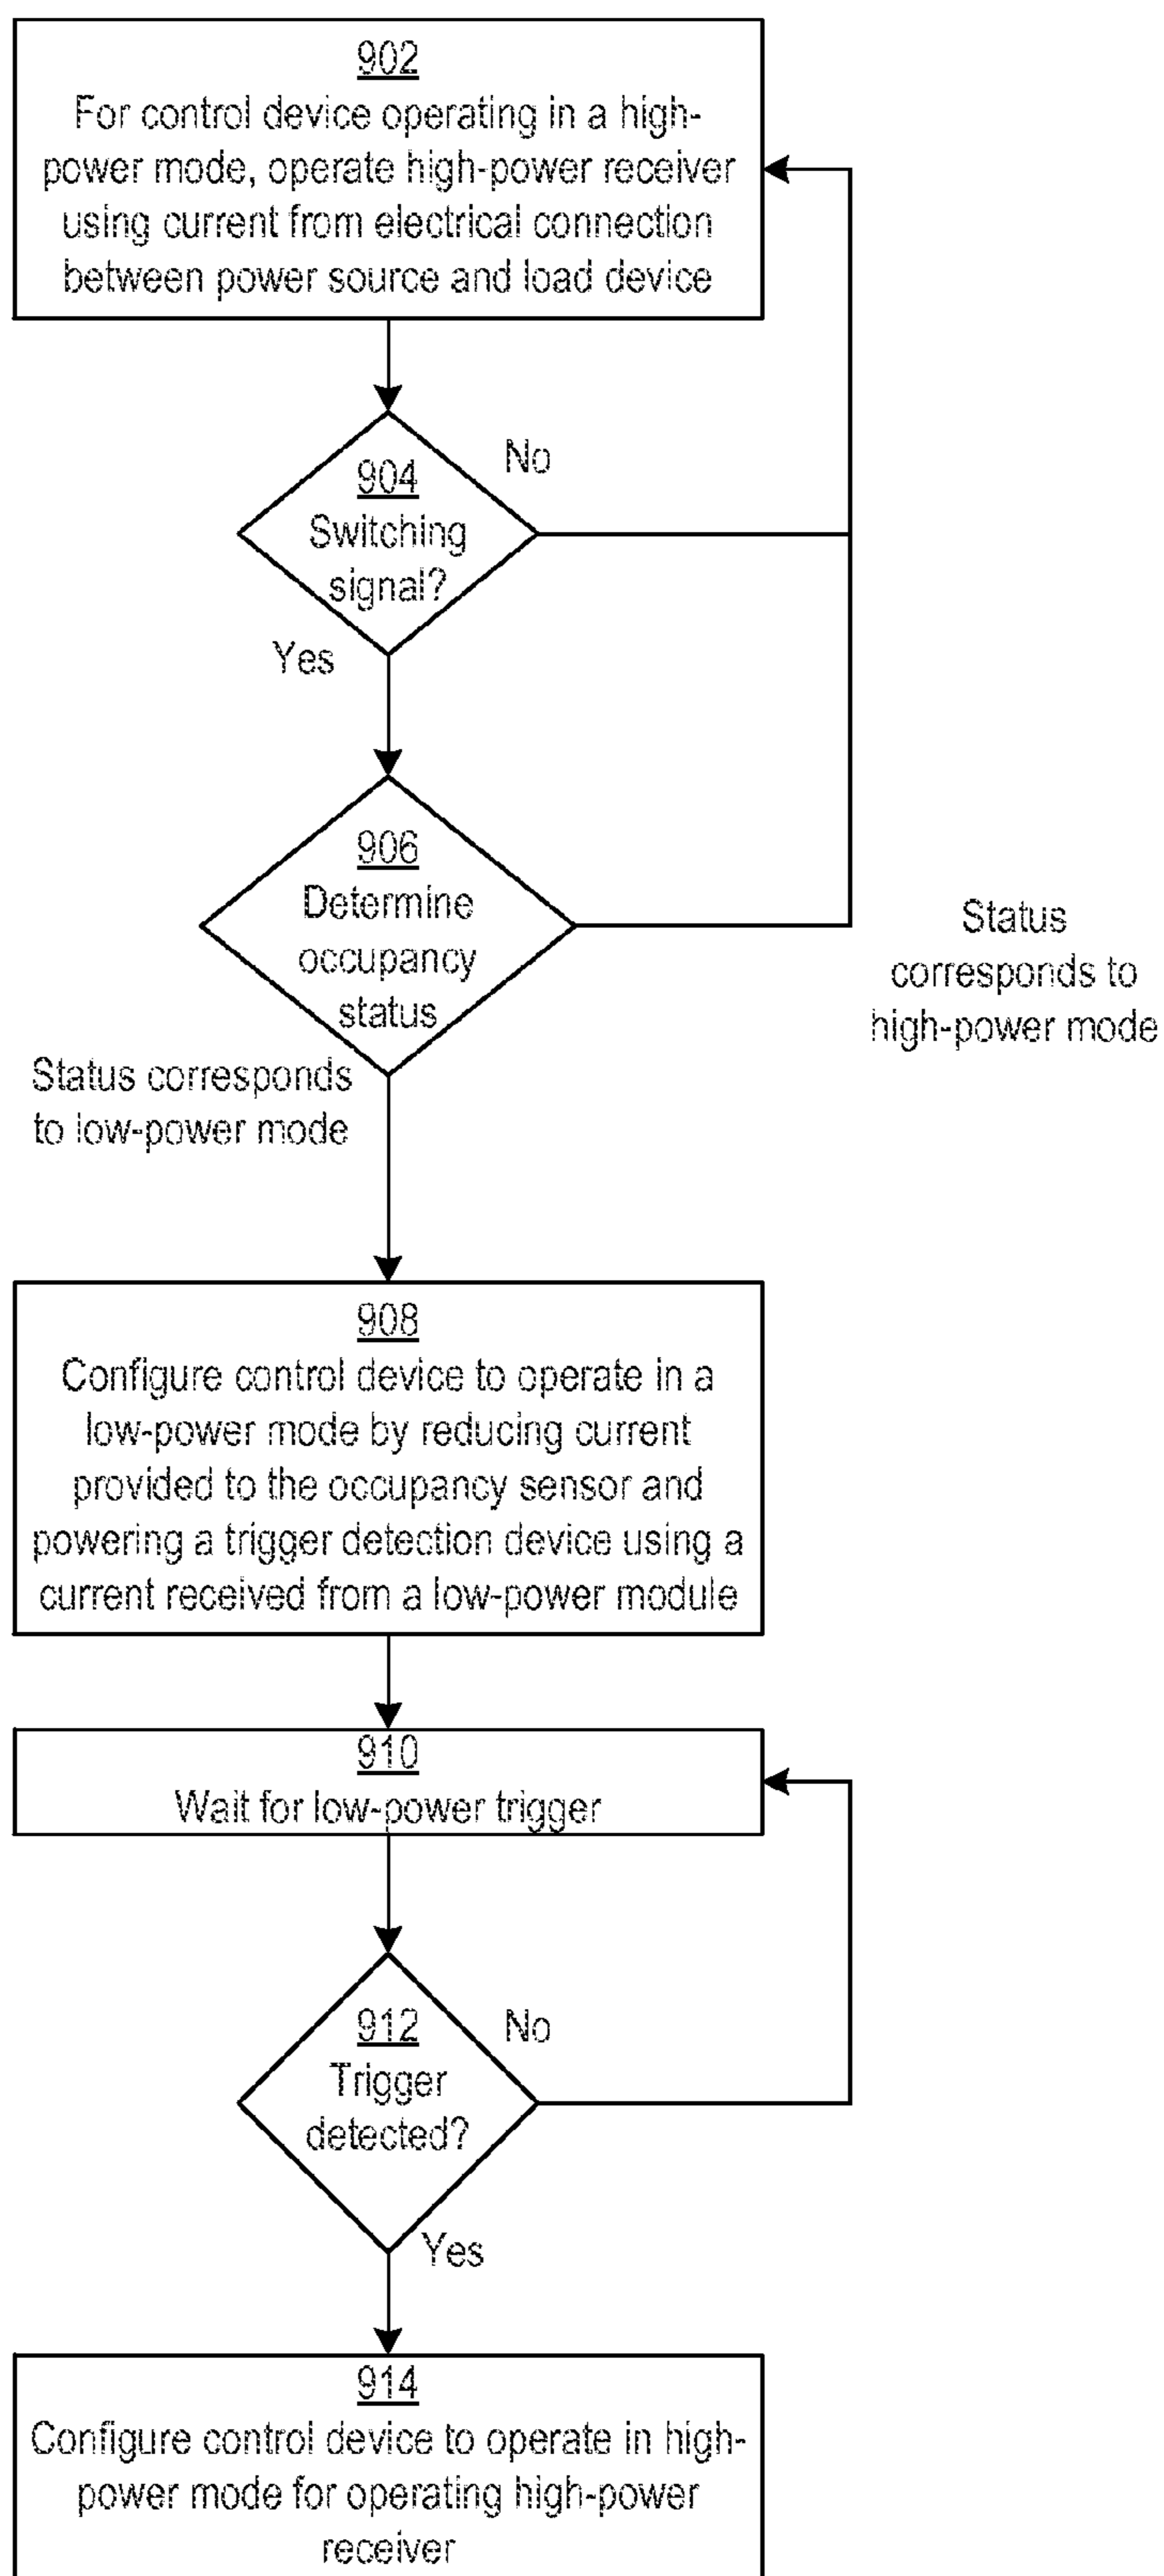 902
For control device operating in a high-
power mode, operate high-power receiver
using current from electrical connection
between power source and load device
904
Switching
signal?
No
Yes
906
Determine
occupancy
status
Status
corresponds to
high-power mode
Status corresponds
to low-power mode
908
Configure control device to operate in a
low-power mode by reducing current
provided to the occupancy sensor and
powering a trigger detection device using a
current received from a low-power module
910
Wait for low-power trigger
912
Trigger
detected?
No
Yes
914
Configure control device to operate in high-
power mode for operating high-power
receiver